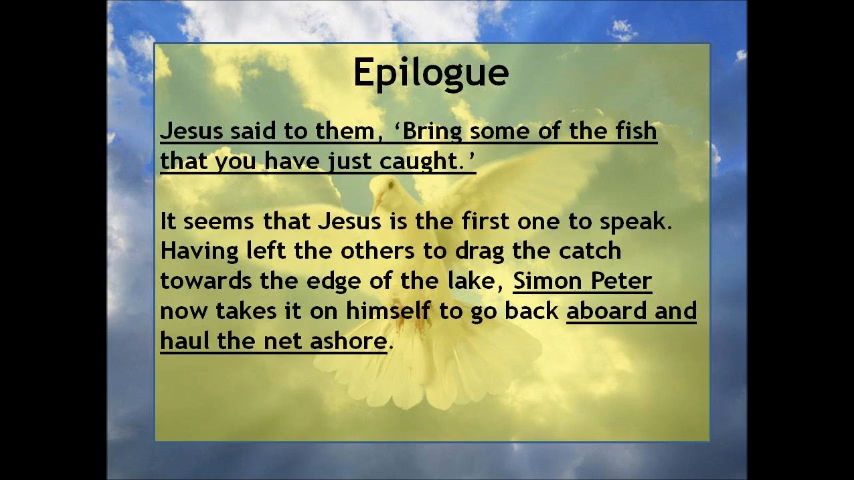 Epilogue
Jesus said to them, ‘Bring some of the fish
that you have just caught.’
It seems that Jesus is the first one to speak.
Having left the others to drag the catch
towards the edge of the lake, Simon Peter
now takes it on himself to go back aboard and
haul the net ashore.